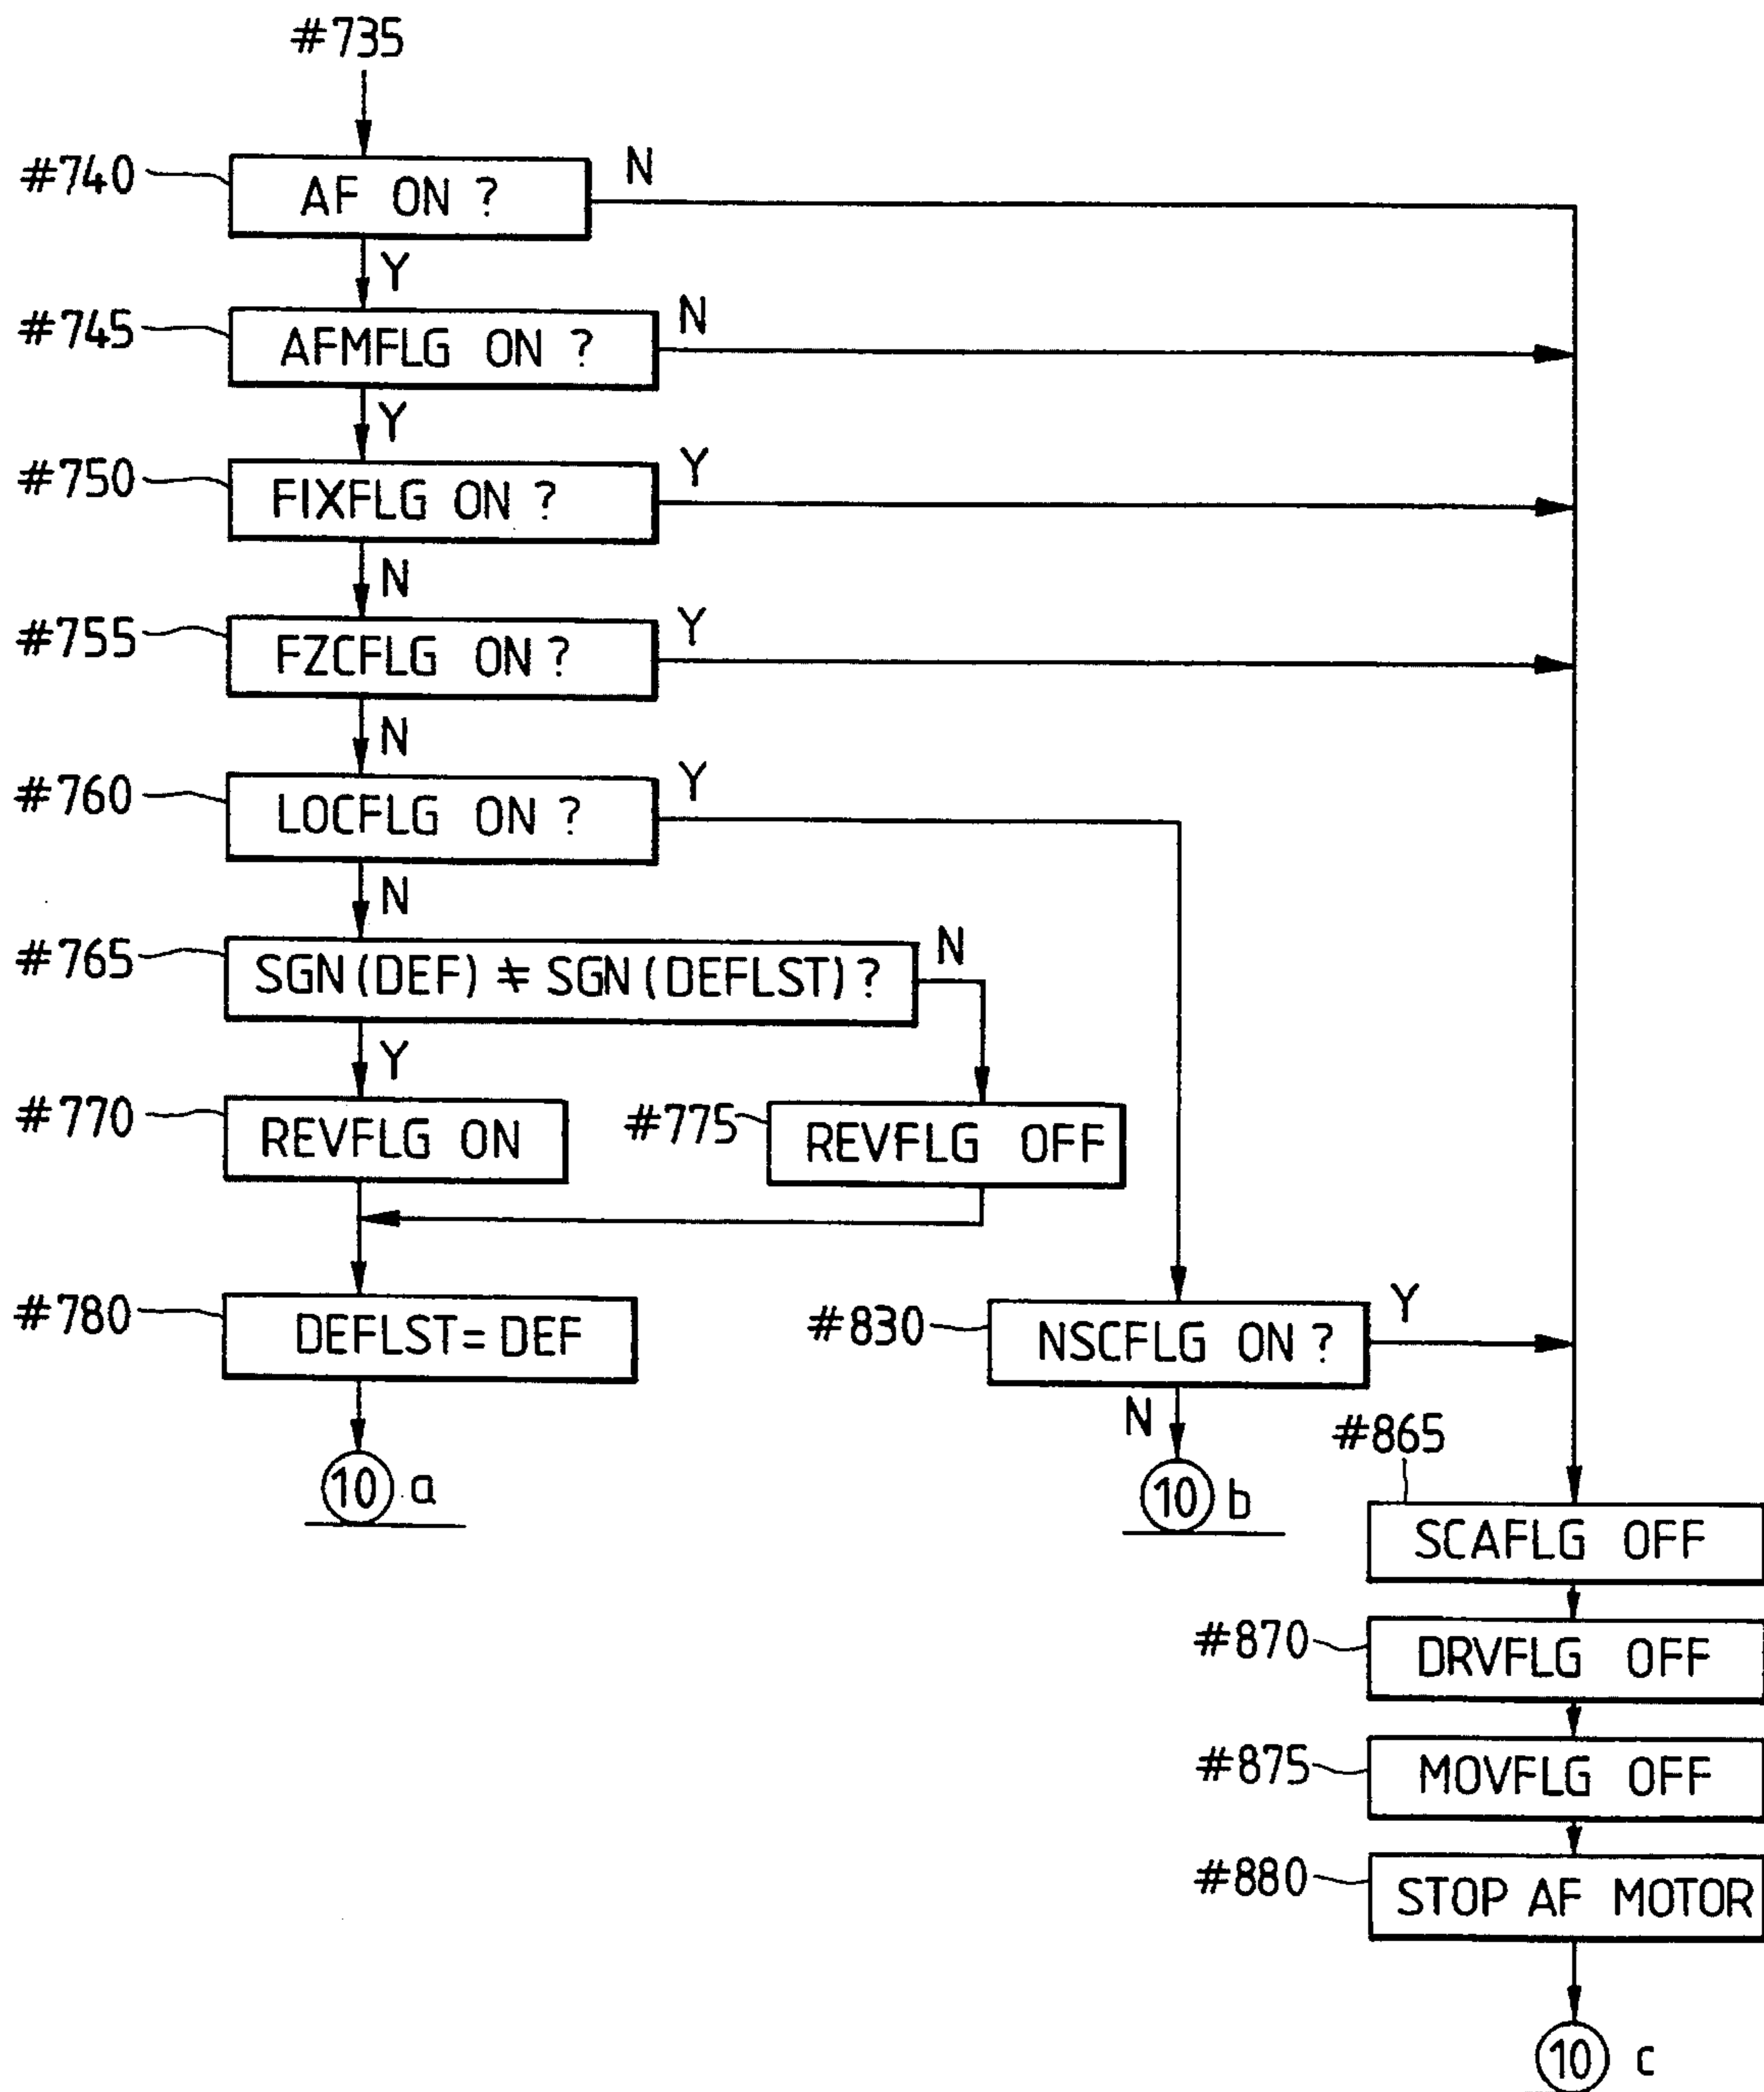 #735
#740
AF ON ?
N
Y
#745
AFMFLG ON ?
N
Y
#750
FIXFLG ON ?
Y
N
#755
FZCFLG ON ?
Y
N
#760
LOCFLG ON ?
Y
N
#765
SGN(DEF) ≠ SGN(DEFLST)?
N
Y
#770
REVFLG ON
#775
REVFLG OFF
#780
DEFLST=DEF
#830
NSCFLG ON ?
Y
N
10 a
10 b
#865
SCAFLG OFF
#870
DRVFLG OFF
#875
MOVFLG OFF
#880
STOP AF MOTOR
10 c